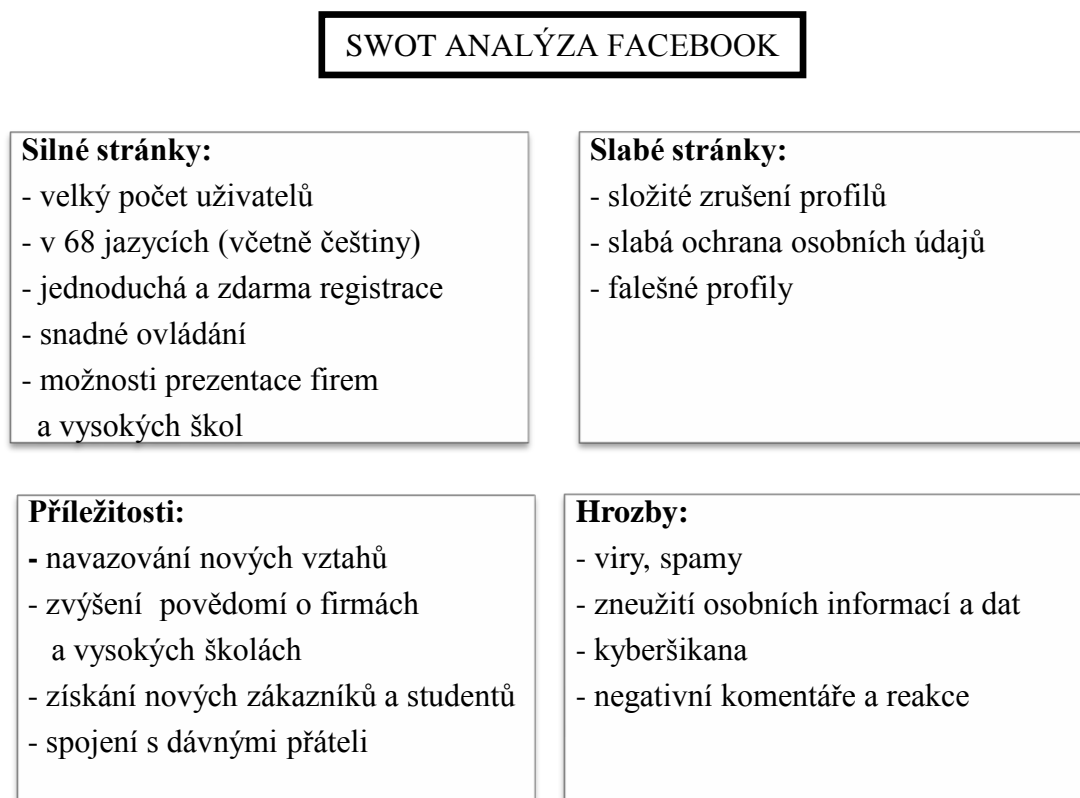 SWOT ANALÝZA FACEBOOK
Silné stránky:
- velký počet uživatelů
- v 68 jazycích (včetně češtiny)
- jednoduchá a zdarma registrace
- snadné ovládání
- možnosti prezentace firem
a vysokých škol
Slabé stránky:
- složité zrušení profilů
- slabá ochrana osobních údajů
- falešné profily
Příležitosti:
- navazování nových vztahů
- zvýšení  povědomí o firmách
a vysokých školách
- získání nových zákazníků a studentů
- spojení s dávnými přáteli
Hrozby:
- viry, spamy
- zneužití osobních informací a dat
- kyberšikana
- negativní komentáře a reakce